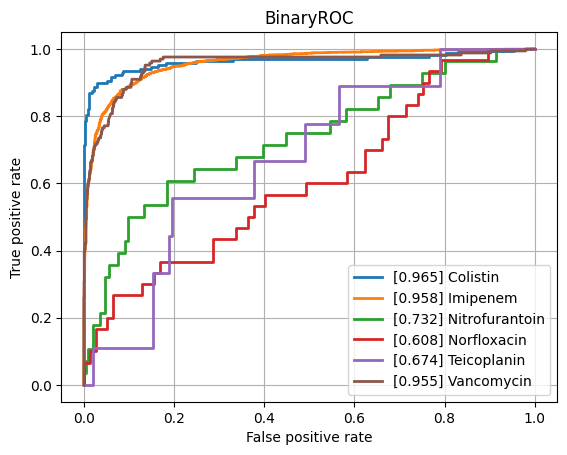 BinaryROC
True positive rate
1.0
0.8
0.6
0.4
0.2
0.0
[0.965] Colistin
[0.958] Imipenem
[0.732] Nitrofurantoin
[0.608] Norfloxacin
[0.674] Teicoplanin
[0.955] Vancomycin
0.0 0.2 0.4 0.6 0.8 1.0
False positive rate